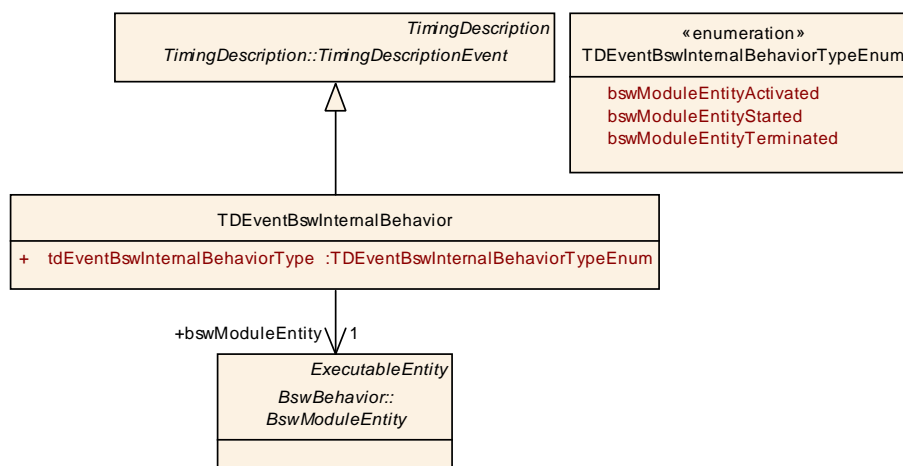 TimingDescription
TimingDescription::TimingDescriptionEvent
«enumeration»
TDEventBswInternalBehaviorTypeEnum
bswModuleEntityActivated
bswModuleEntityStarted
bswModuleEntityTerminated
TDEventBswInternalBehavior
+ tdEventBswInternalBehaviorType :TDEventBswInternalBehaviorTypeEnum
+bswModuleEntity 1
ExecutableEntity
BswBehavior::
BswModuleEntity